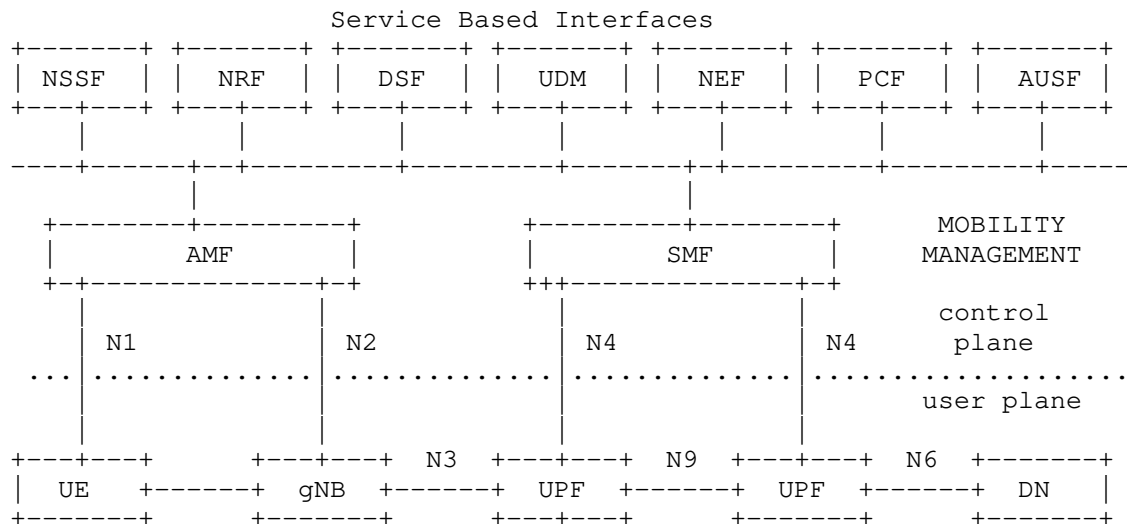 Service Based Interfaces
NSSF NRF DSF UDM NEF PCF AUSF
MOBILITY
AMF SMF MANAGEMENT
control
N1 N2 N4 N4 plane
user plane
N3 N9 N6
UE gNB UPF UPF DN